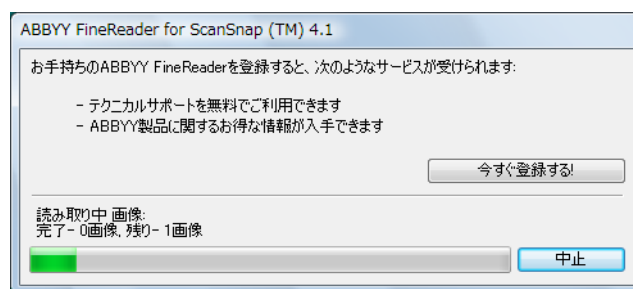 ABBYY FineReader for ScanSnap (TM) 4.1
お手持ちのABBYY FineReaderを登録すると、次のようなサービスが受けられます:
- テクニカルサポートを無料でご利用できます
- ABBYY製品に関するお得な情報が入手できます
今すぐ登録する!
読み取り中 画像:
完了- 0画像, 残り- 1画像
中止